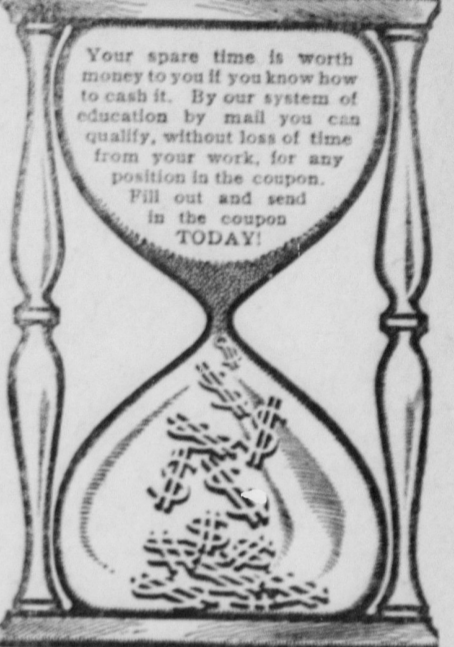 Your spare time is worth
money to you if you know how
to cash it. By our system of
education by mail you can
qualify, without loss of time
from your work, for any
position in the coupon.
Fill out and send
in the coupon
TODAY!